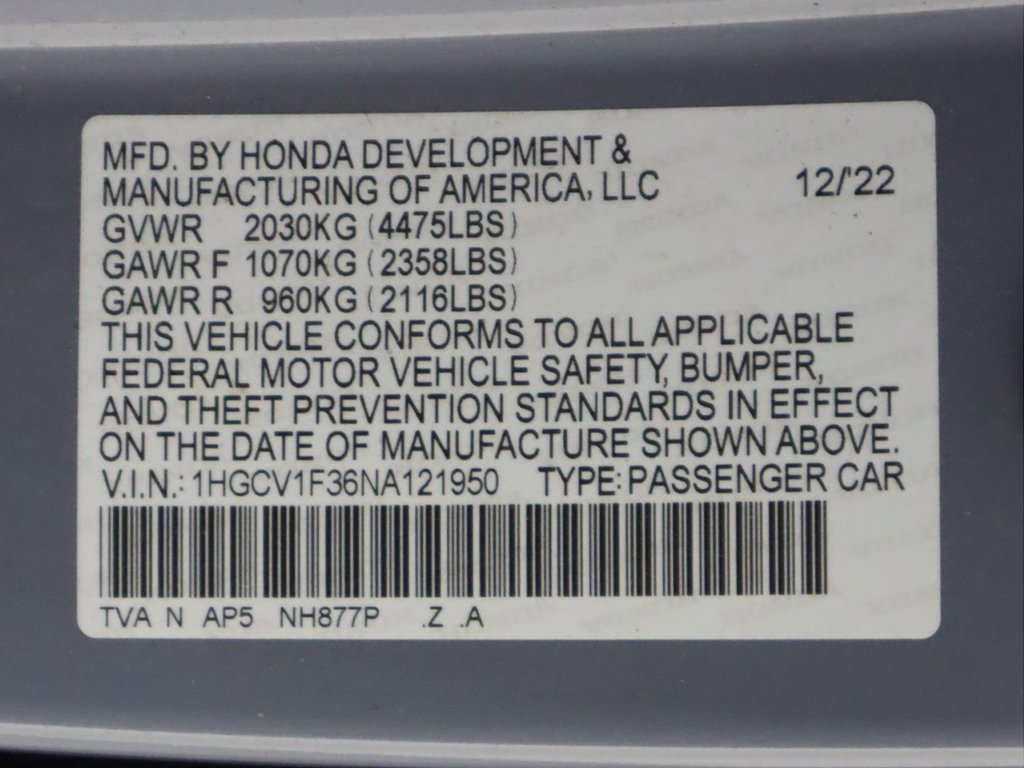 MFD. BY HONDA DEVELOPMENT &
MANUFACTURING OF AMERICA, LLC 12/'22
GVWR 2030KG (4475LBS)
GAWR F 1070KG (2358LBS)
GAWR R 960KG (2116LBS)
THIS VEHICLE CONFORMS TO ALL APPLICABLE
FEDERAL MOTOR VEHICLE SAFETY, BUMPER,
AND THEFT PREVENTION STANDARDS IN EFFECT
ON THE DATE OF MANUFACTURE SHOWN ABOVE.
V.I.N.: 1HGCV1F36NA121950 TYPE: PASSENGER CAR
TVA N AP5 NH877P .Z .A